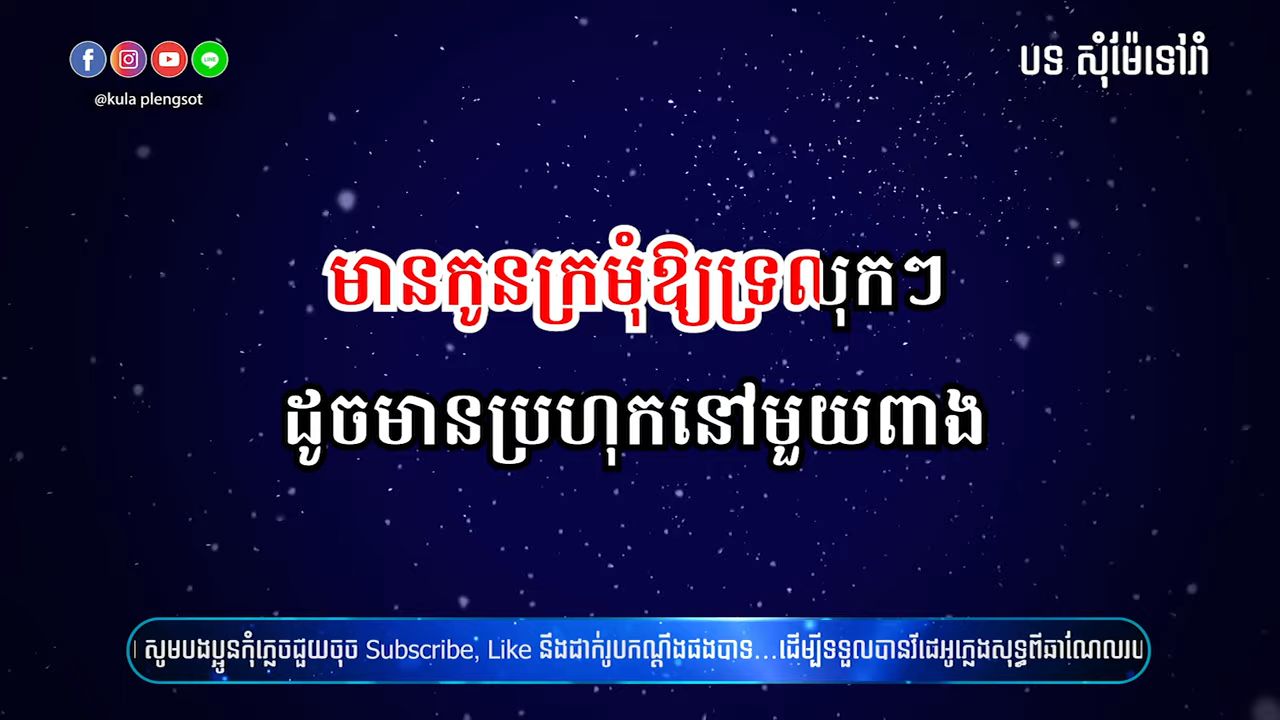 បទ សុំម៉ែទៅរាំ
@kula plengsot
មានកូនក្រមុំឱ្យទ្រលុកៗ
ដូចមានប្រហុកនៅមួយពាង
សូមបងប្អូនកុំភ្លេចជួយចុច Subscribe, Like នឹងដាក់រូបកណ្ដឹងផងបាទ...ដើម្បីទទួលបានវីដេអូភ្លេងសុទ្ធពីឆាណែលរប